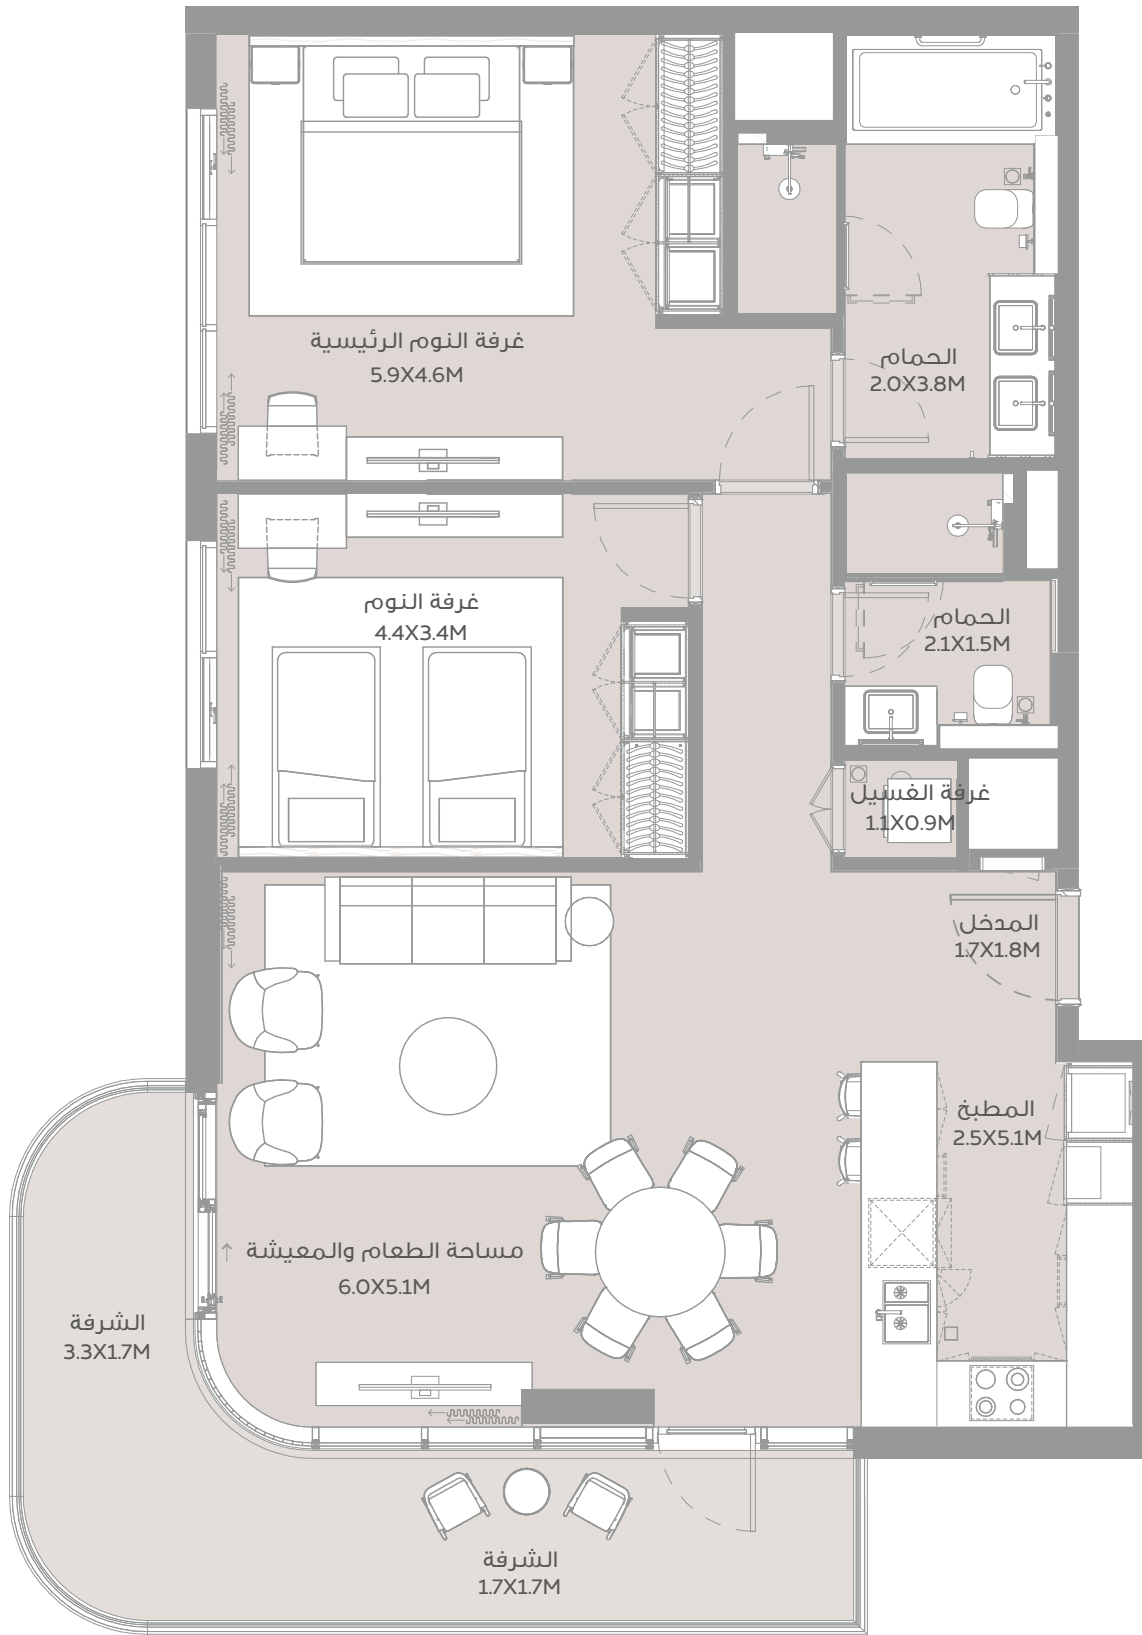 غرفة النوم الرئيسية
5.9X4.6M
الحمام
2.0X3.8M
غرفة النوم
4.4X3.4M
الحمام
2.1X1.5M
غرفة الغسيل
1.1X0.9M
المدخل
1.7X1.8M
المطبخ
2.5X5.1M
مساحة الطعام والمعيشة
6.0X5.1M
الشرفة
3.3X1.7M
الشرفة
1.7X1.7M